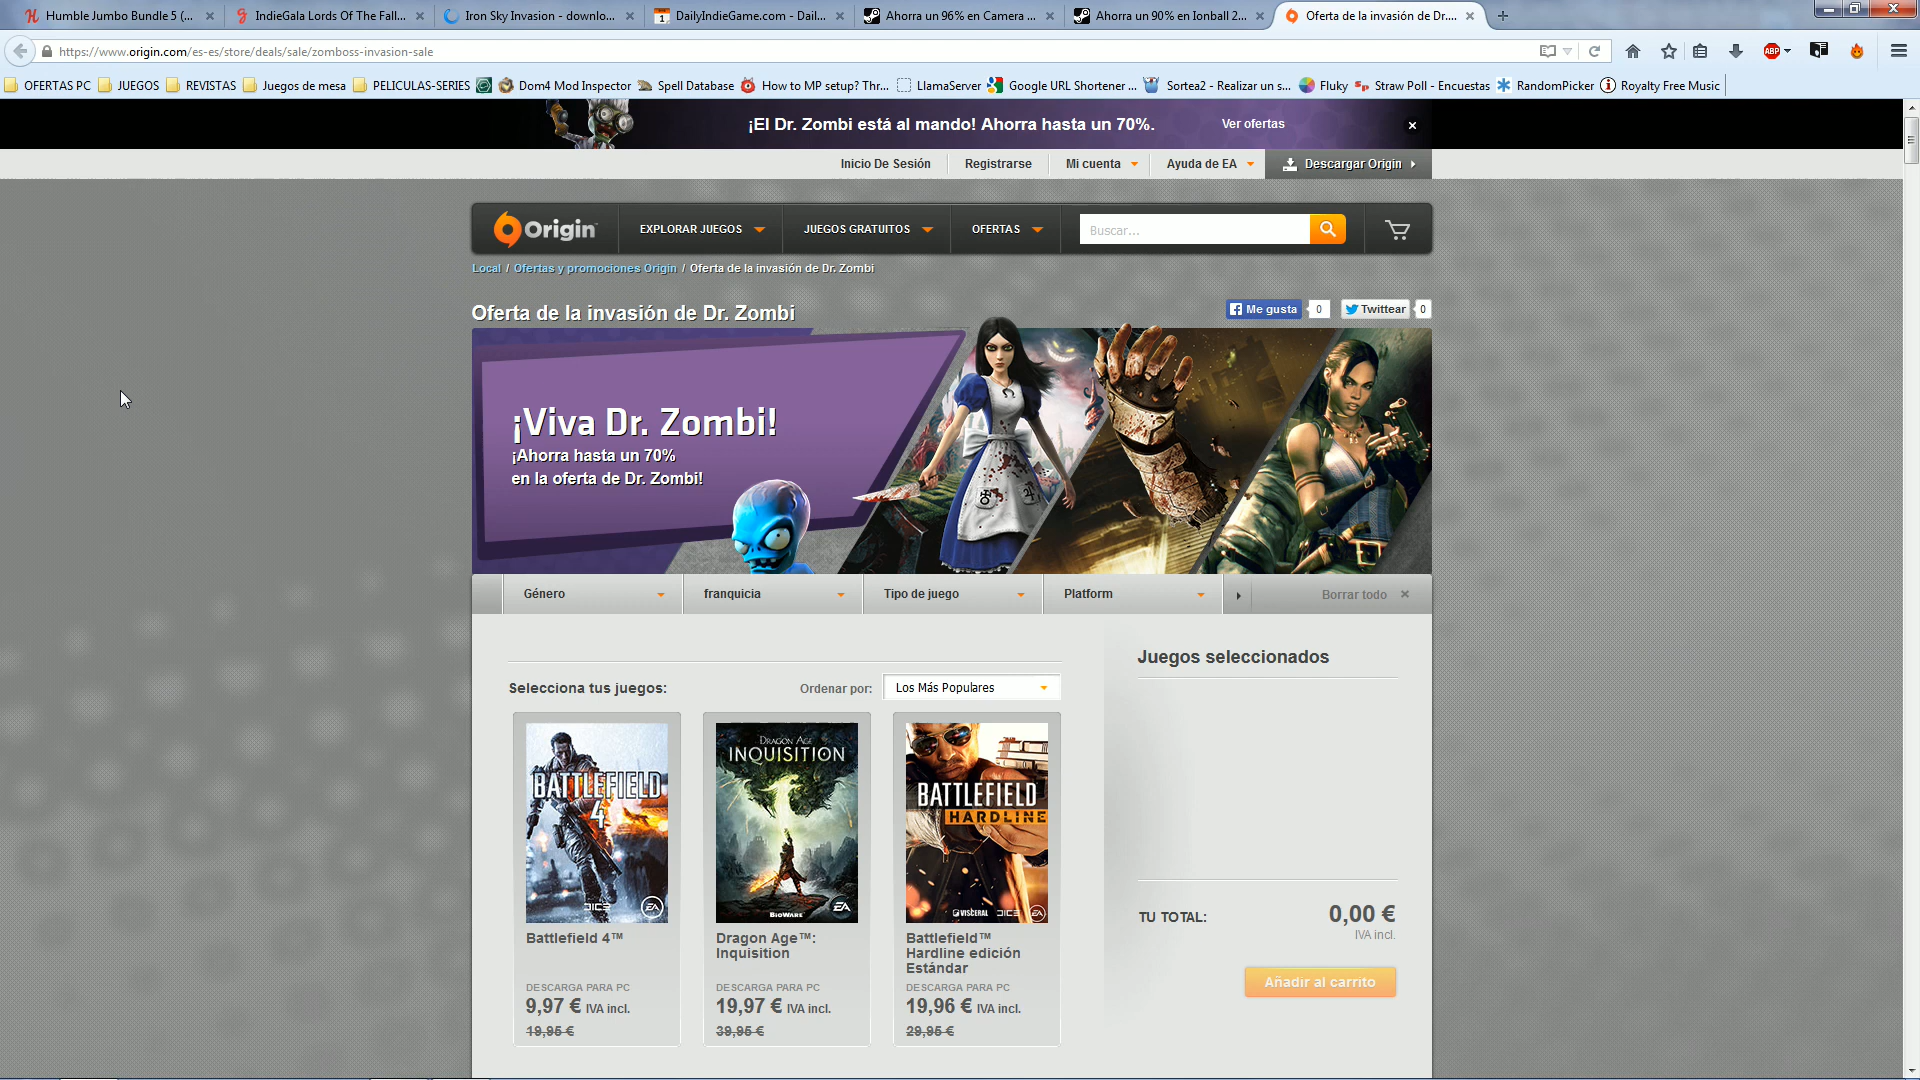 Humble Jumbo Bundle 5 (...
IndieGala Lords Of The Fall...
Iron Sky Invasion - downlo...
DailyIndieGame.com - Dail...
Ahorra un 96% en Camera ...
Ahorra un 90% en Ionball 2...
Oferta de la invasión de Dr....
https://www.origin.com/es-es/store/deals/sale/zomboss-invasion-sale
ABP
OFERTAS PC
JUEGOS
REVISTAS
Juegos de mesa
PELICULAS-SERIES
Dom4 Mod Inspector
Spell Database
How to MP setup? Thr...
LlamaServer
Google URL Shortener ...
Sortea2 - Realizar un s...
Fluky
Straw Poll - Encuestas
RandomPicker
Royalty Free Music
¡El Dr. Zombi está al mando! Ahorra hasta un 70%.
Ver ofertas
Inicio De Sesión
Registrarse
Mi cuenta
Ayuda de EA
Descargar Origin
Origin
EXPLORAR JUEGOS
JUEGOS GRATUITOS
OFERTAS
Buscar...
Local / Ofertas y promociones Origin / Oferta de la invasión de Dr. Zombi
Oferta de la invasión de Dr. Zombi
Me gusta
0
Twittear
0
¡Viva Dr. Zombi!
¡Ahorra hasta un 70%
en la oferta de Dr. Zombi!
Género
franquicia
Tipo de juego
Platform
Borrar todo
Juegos seleccionados
Selecciona tus juegos:
Ordenar por:
Los Más Populares
BATTLEFIELD
4
DICE
EA
DRAGON AGE
INQUISITION
BIOWARE
EA
BATTLEFIELD
HARDLINE
VISCERAL
DICE
EA
Battlefield 4™
DESCARGA PARA PC
9,97 € IVA incl.
19,95 €
Dragon Age™:
Inquisition
DESCARGA PARA PC
19,97 € IVA incl.
39,95 €
Battlefield™
Hardline edición
Estándar
DESCARGA PARA PC
19,96 € IVA incl.
29,95 €
TU TOTAL:
0,00 €
IVA incl.
Añadir al carrito